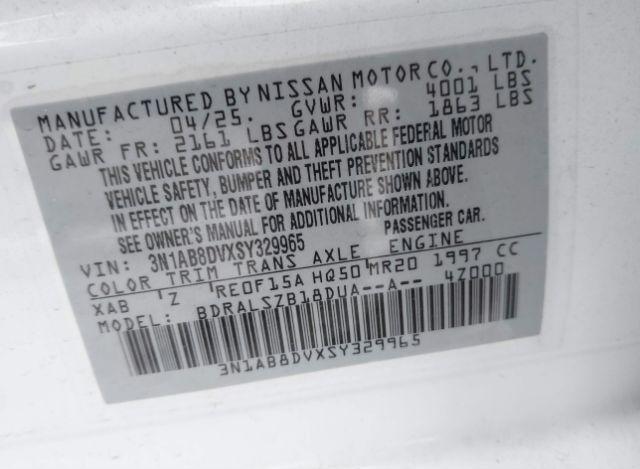 MANUFACTURED BY NISSAN MOTOR CO., LTD.
DATE: 04/25. GVWR: 4001 LBS
GAWR FR: 2161 LBS GAWR RR: 1863 LBS
THIS VEHICLE CONFORMS TO ALL APPLICABLE FEDERAL MOTOR
VEHICLE SAFETY, BUMPER AND THEFT PREVENTION STANDARDS
IN EFFECT ON THE DATE OF MANUFACTURE SHOWN ABOVE.
SEE OWNER'S MANUAL FOR ADDITIONAL INFORMATION.
VIN: 3N1AB8DVXSY329965 PASSENGER CAR.
COLOR TRIM TRANS AXLE ENGINE
XAB Z RE0F15A HQ50 MR20 1997 CC
MODEL: BDRALSZB18DUA--A-- 4Z000
3N1AB8DVXSY329965